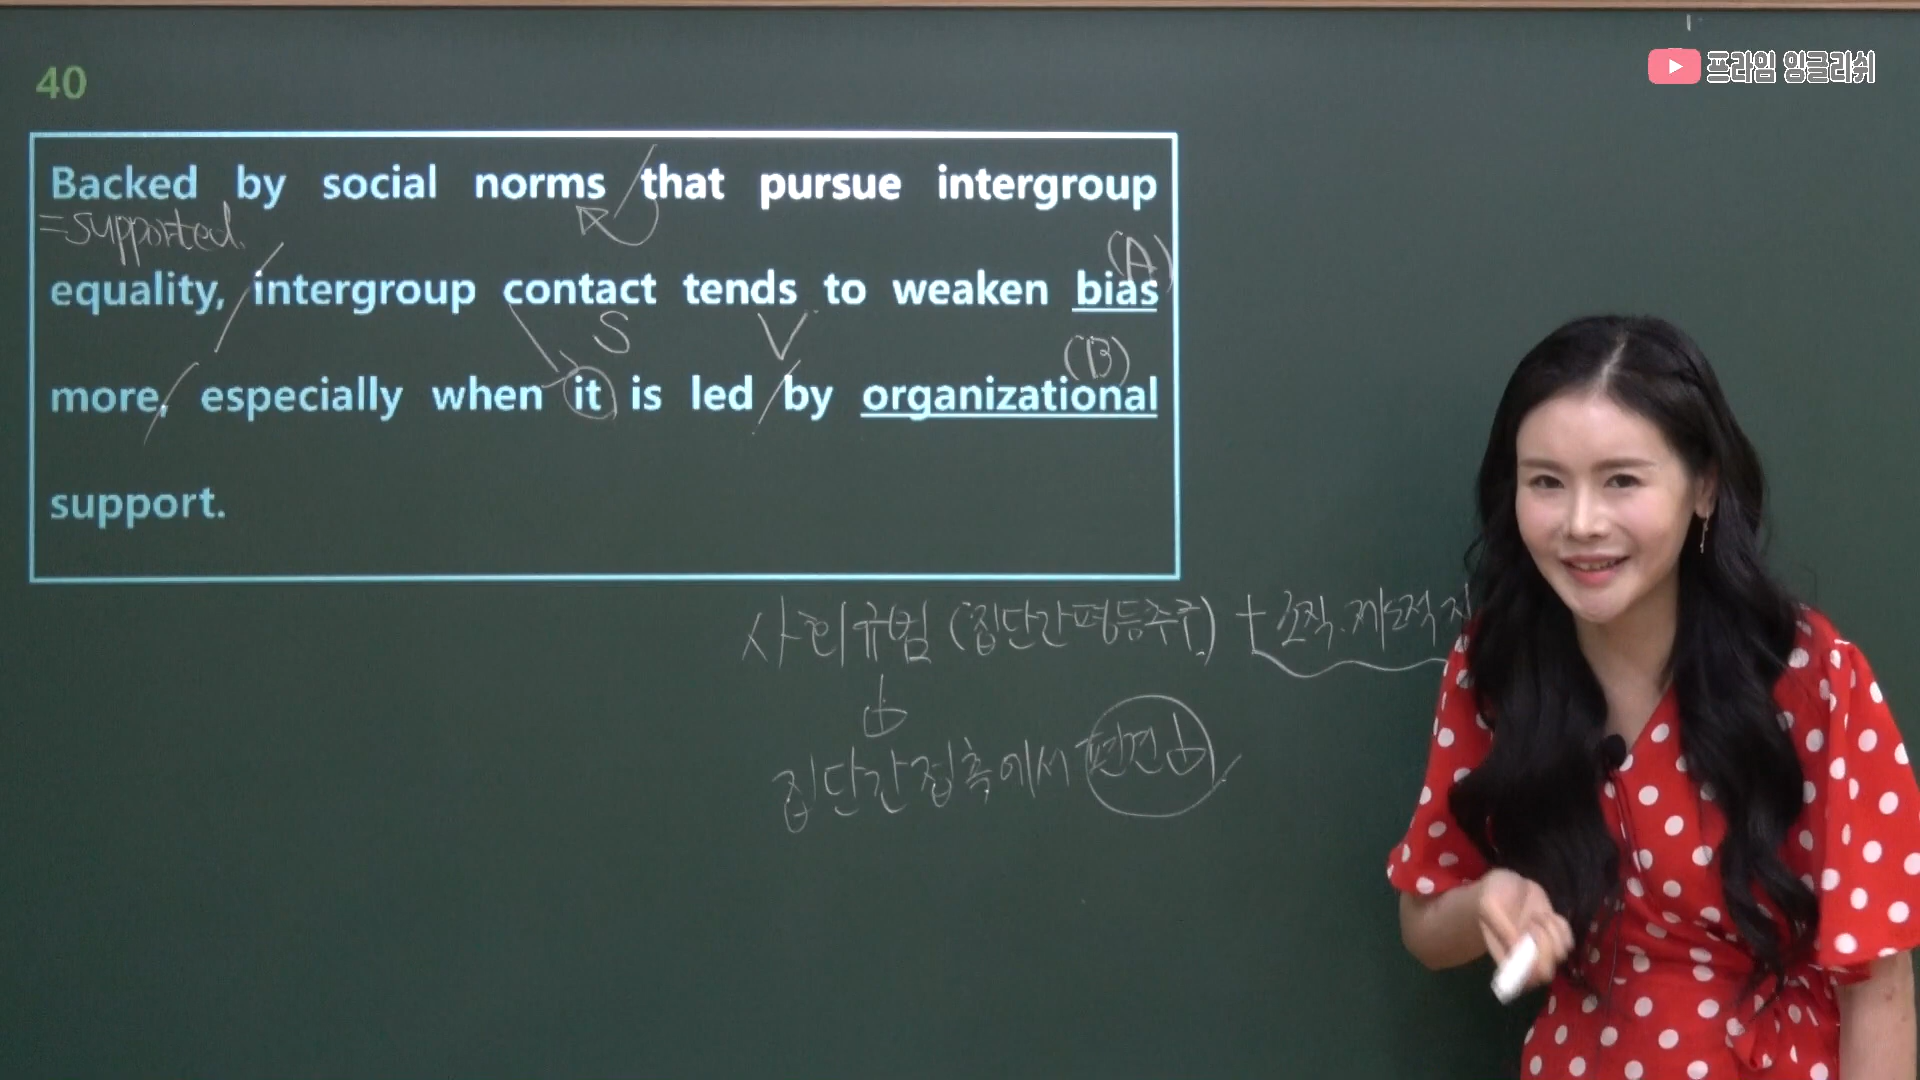 프라임 잉글리쉬
40
Backed by social norms that pursue intergroup
=supported.
(A)
equality, intergroup contact tends to weaken bias
S V (B)
more, especially when it is led by organizational
support.
사회규범 (집단간평등추구) + 조직.제도적
집단간접촉에서 편견↓